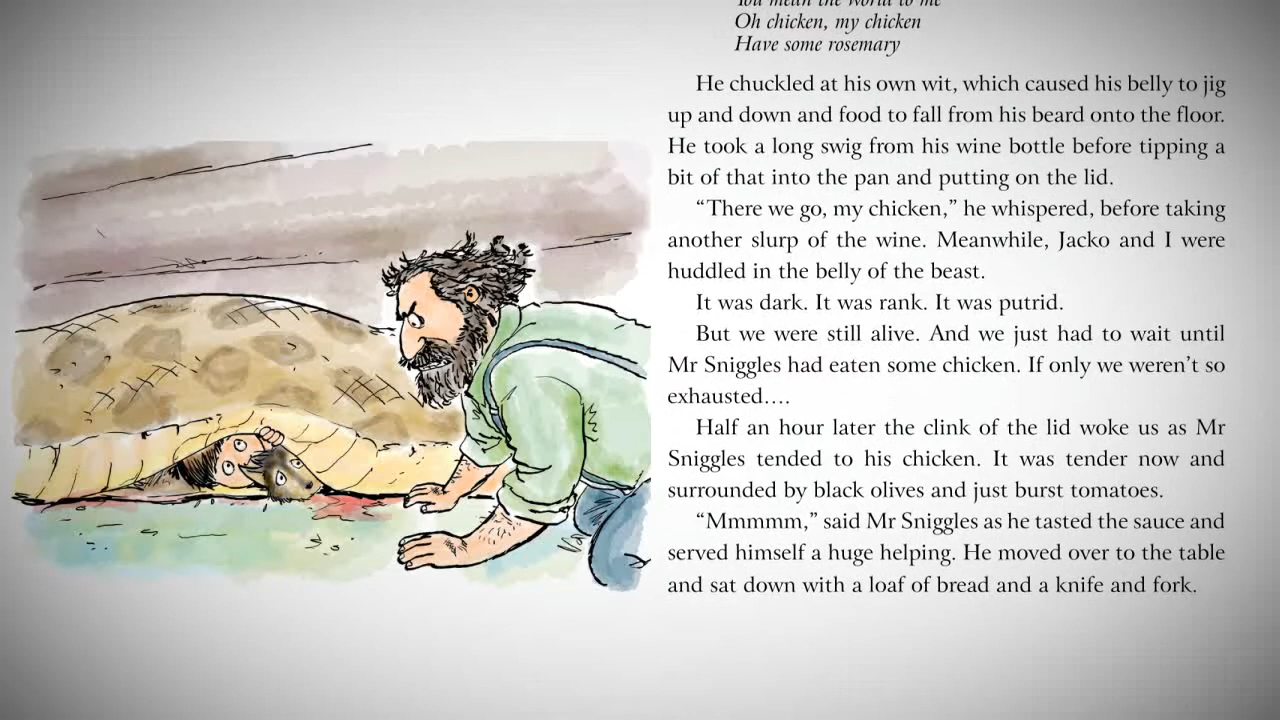 You mean the world to me
Oh chicken, my chicken
Have some rosemary
He chuckled at his own wit, which caused his belly to jig
up and down and food to fall from his beard onto the floor.
He took a long swig from his wine bottle before tipping a
bit of that into the pan and putting on the lid.
“There we go, my chicken,” he whispered, before taking
another slurp of the wine. Meanwhile, Jacko and I were
huddled in the belly of the beast.
It was dark. It was rank. It was putrid.
But we were still alive. And we just had to wait until
Mr Sniggles had eaten some chicken. If only we weren’t so
exhausted….
Half an hour later the clink of the lid woke us as Mr
Sniggles tended to his chicken. It was tender now and
surrounded by black olives and just burst tomatoes.
“Mmmmm,” said Mr Sniggles as he tasted the sauce and
served himself a huge helping. He moved over to the table
and sat down with a loaf of bread and a knife and fork.